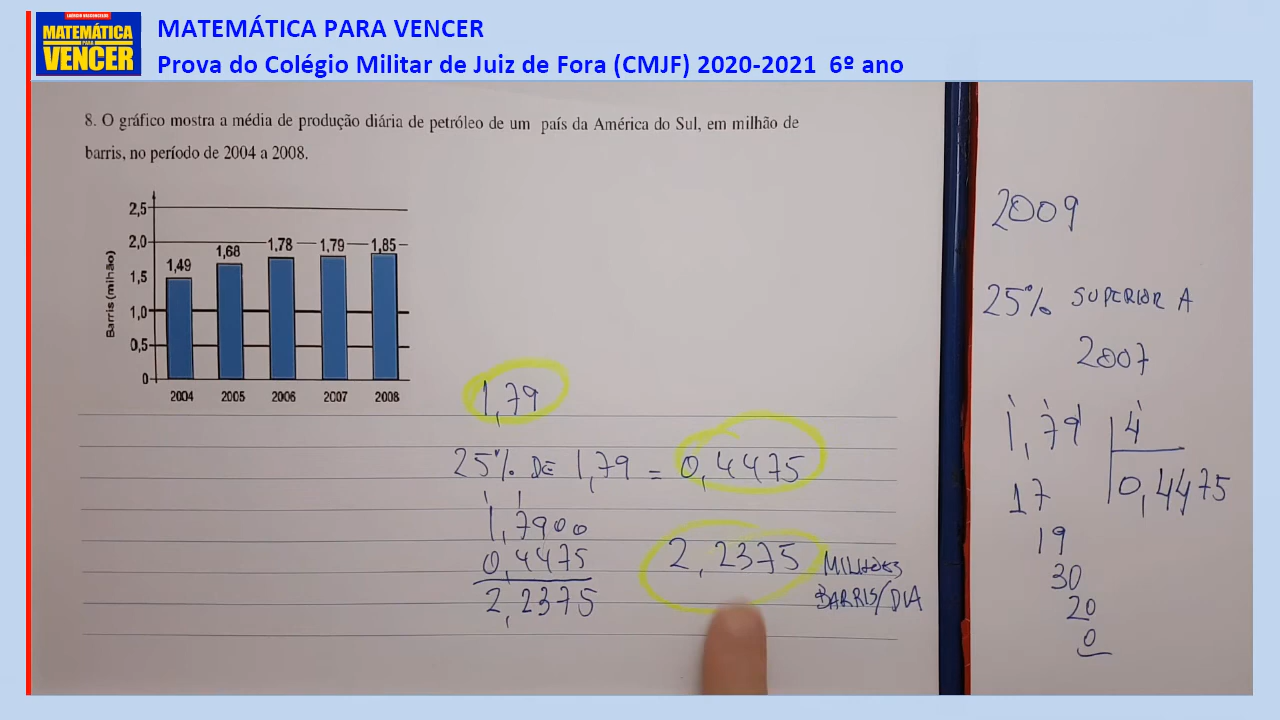 LAÉRCIO VASCONCELOS
MATEMÁTICA
PARA
VENCER
MATEMÁTICA PARA VENCER
Prova do Colégio Militar de Juiz de Fora (CMJF) 2020-2021 6º ano
8. O gráfico mostra a média de produção diária de petróleo de um país da América do Sul, em milhão de
barris, no período de 2004 a 2008.
Barris (milhão)
2,5
2,0
1,5
1,0
0,5
0
1,49
1,68
1,78
1,79
1,85
2004 2005 2006 2007 2008
1,79
25% DE 1,79 = 0,4475
1,7900
0,4475
2,2375
2,2375 MILHÕES
BARRIS/DIA
2009
25% SUPERIOR A
2007
1,79 4
17 0,4475
19
30
20
0